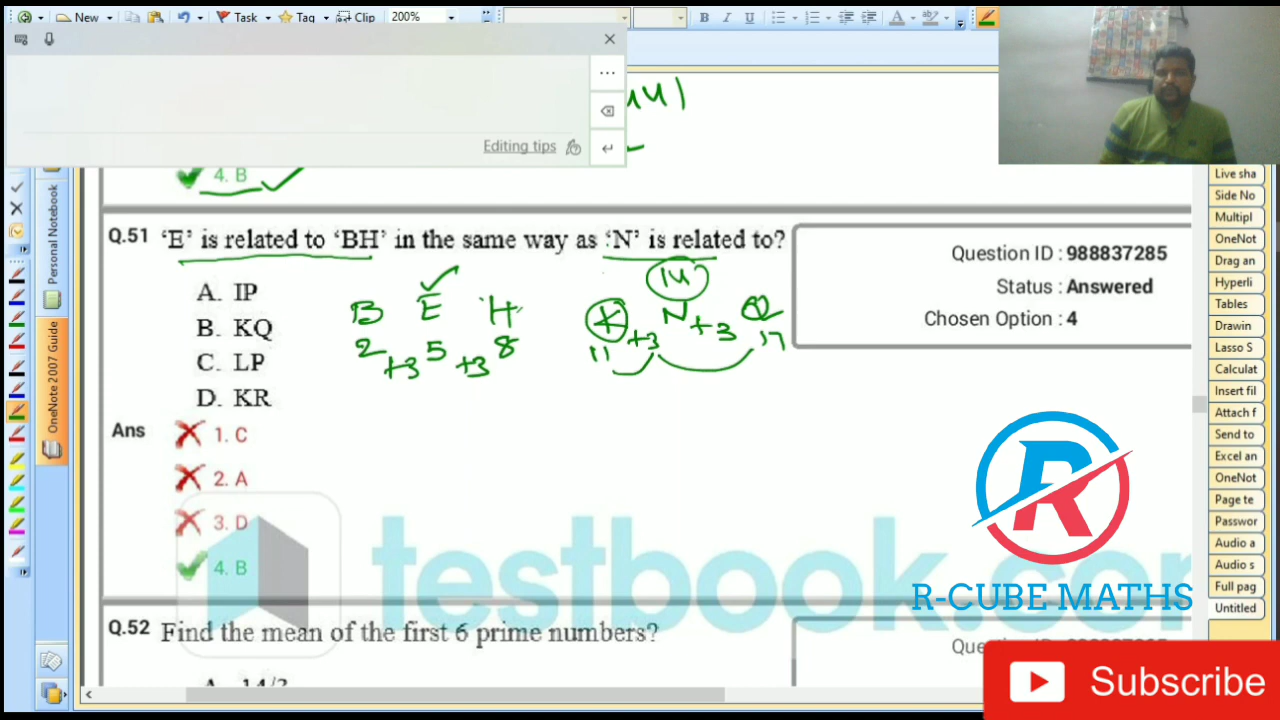 New Task Tag Clip 200% B I U A ab
Editing tips
441
4. B
Personal Notebook
OneNote 2007 Guide
Q.51 ‘E’ is related to ‘BH’ in the same way as ‘N’ is related to?
A. IP
B. KQ
C. LP
D. KR
B E H
2 +3 5 +3 8
14
K +3 N +3 Q
11 17
Question ID : 988837285
Status : Answered
Chosen Option : 4
Ans 1. C
2. A
3. D
4. B
testbook.com
R
R-CUBE MATHS
Q.52 Find the mean of the first 6 prime numbers?
A. 14/3
Live sha
Side No
Multipl
OneNot
Drag an
Hyperli
Tables
Drawin
Lasso S
Calculat
Insert fil
Attach f
Send to
Excel an
OneNot
Page te
Passwor
Audio a
Audio s
Full pag
Untitled
Subscribe